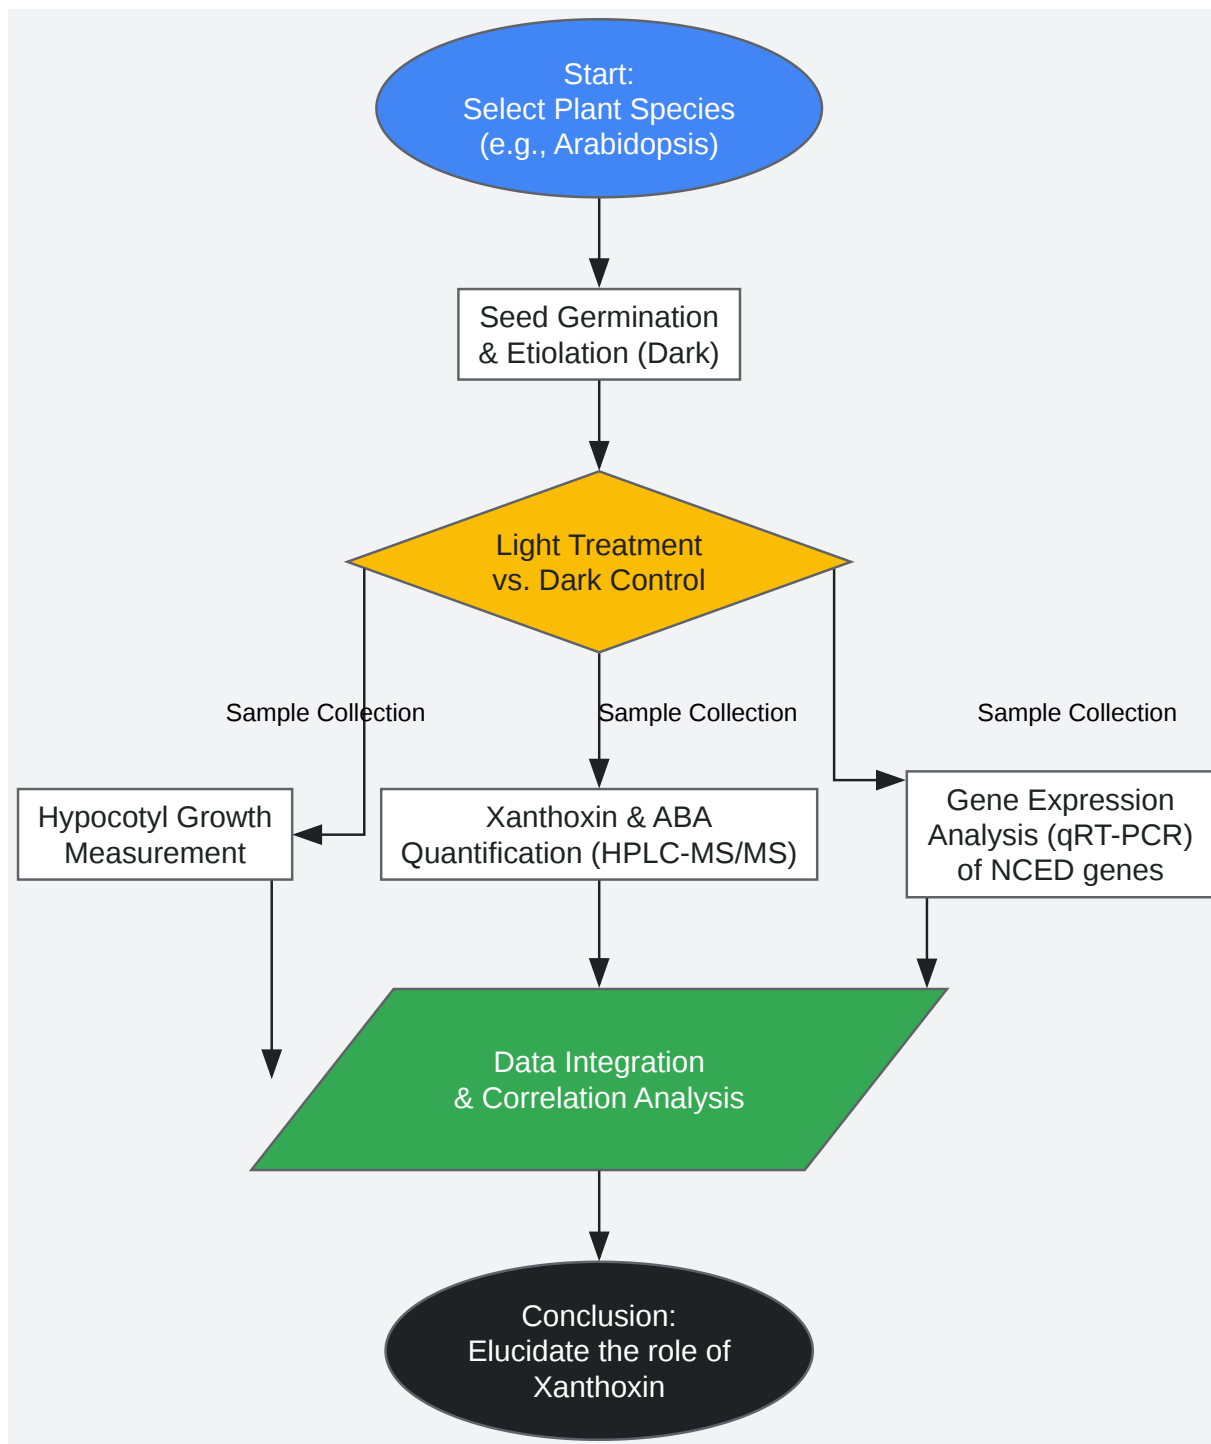 Start:
Select Plant Species
(e.g., Arabidopsis)
Seed Germination
& Etiolation (Dark)
Light Treatment
vs. Dark Control
Sample Collection
Sample Collection
Sample Collection
Hypocotyl Growth
Measurement
Xanthoxin & ABA
Quantification (HPLC-MS/MS)
Gene Expression
Analysis (qRT-PCR)
of NCED genes
Data Integration
& Correlation Analysis
Conclusion:
Elucidate the role of
Xanthoxin